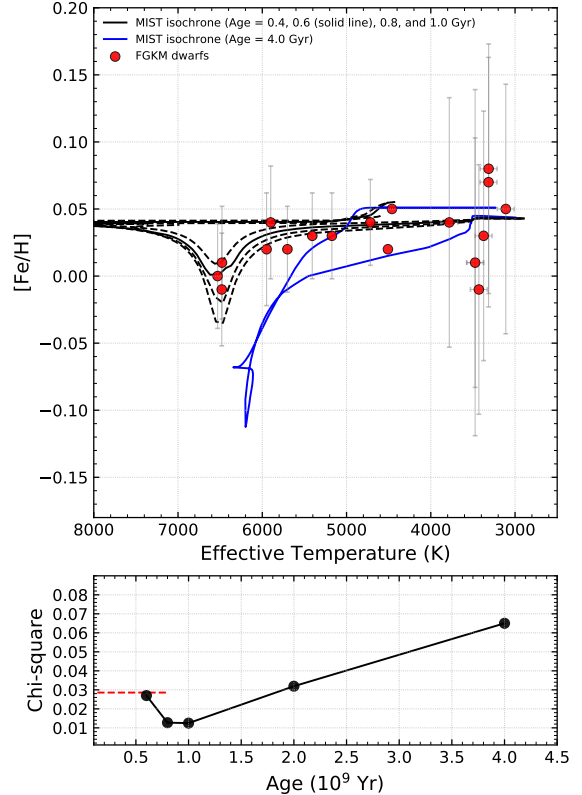 MIST isochrone (Age = 0.4, 0.6 (solid line), 0.8, and 1.0 Gyr)
MIST isochrone (Age = 4.0 Gyr)
FGKM dwarfs
0.20
0.15
0.10
0.05
0.00
−0.05
−0.10
−0.15
[Fe/H]
8000 7000 6000 5000 4000 3000
Effective Temperature (K)
0.08
0.07
0.06
0.05
0.04
0.03
0.02
0.01
Chi-square
0.5 1.0 1.5 2.0 2.5 3.0 3.5 4.0 4.5
Age (10⁹ Yr)